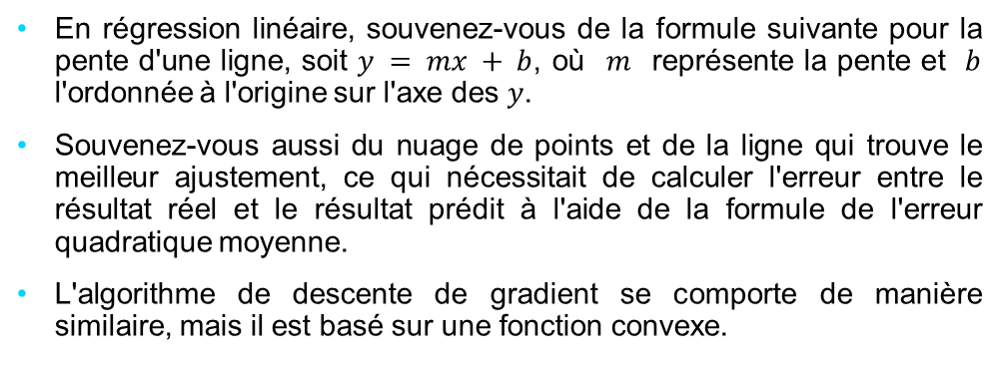 • En régression linéaire, souvenez-vous de la formule suivante pour la
pente d'une ligne, soit y = mx + b, où m représente la pente et b
l'ordonnée à l'origine sur l'axe des y.
• Souvenez-vous aussi du nuage de points et de la ligne qui trouve le
meilleur ajustement, ce qui nécessitait de calculer l'erreur entre le
résultat réel et le résultat prédit à l'aide de la formule de l'erreur
quadratique moyenne.
• L'algorithme de descente de gradient se comporte de manière
similaire, mais il est basé sur une fonction convexe.